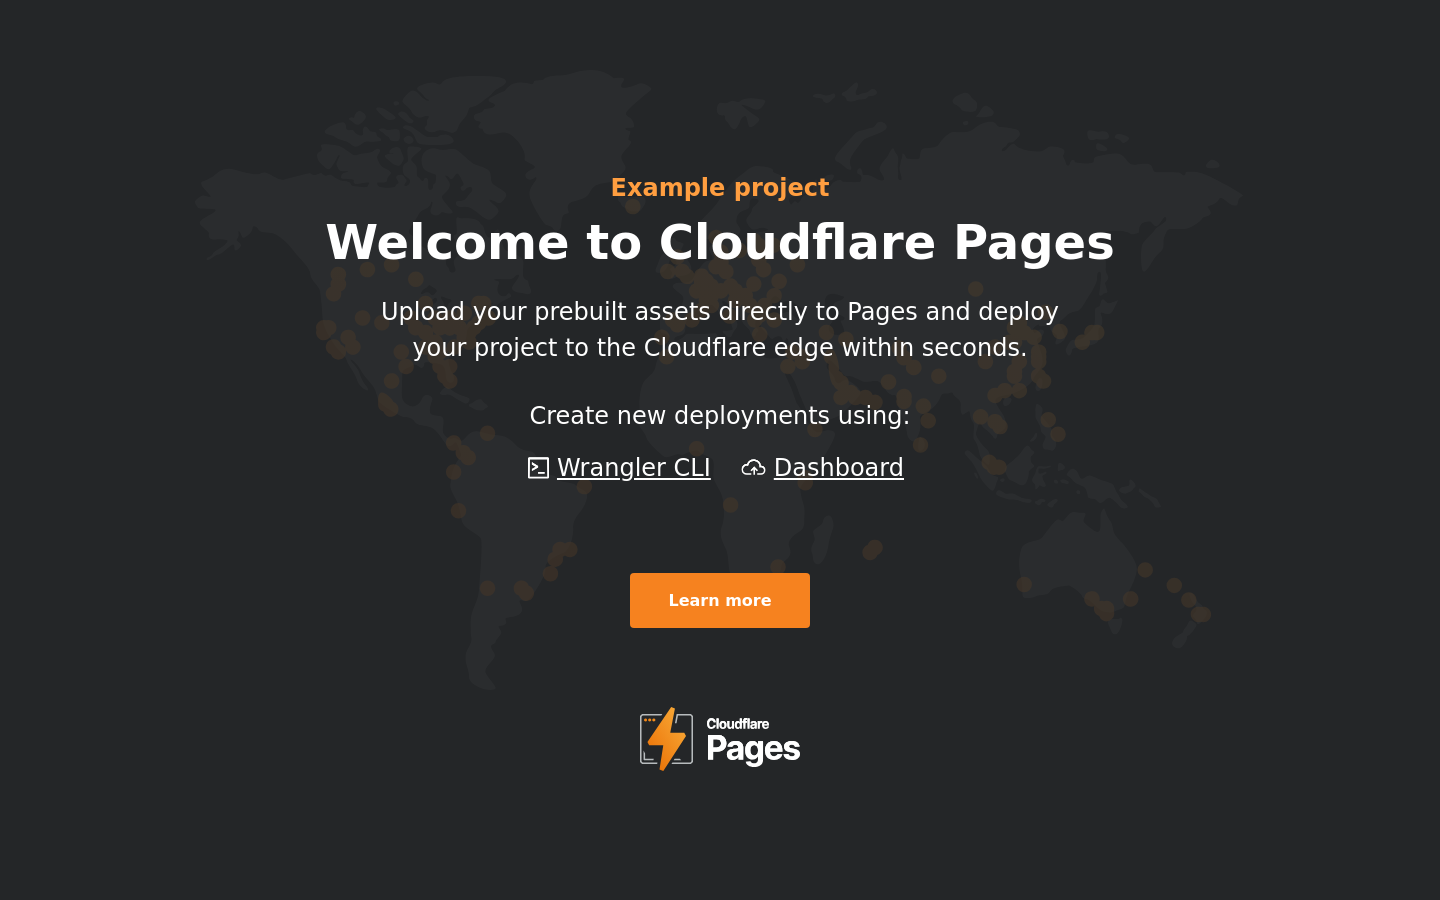 Example project
Welcome to Cloudflare Pages
Upload your prebuilt assets directly to Pages and deploy
your project to the Cloudflare edge within seconds.
Create new deployments using:
Wrangler CLI Dashboard
Learn more
Cloudflare
Pages